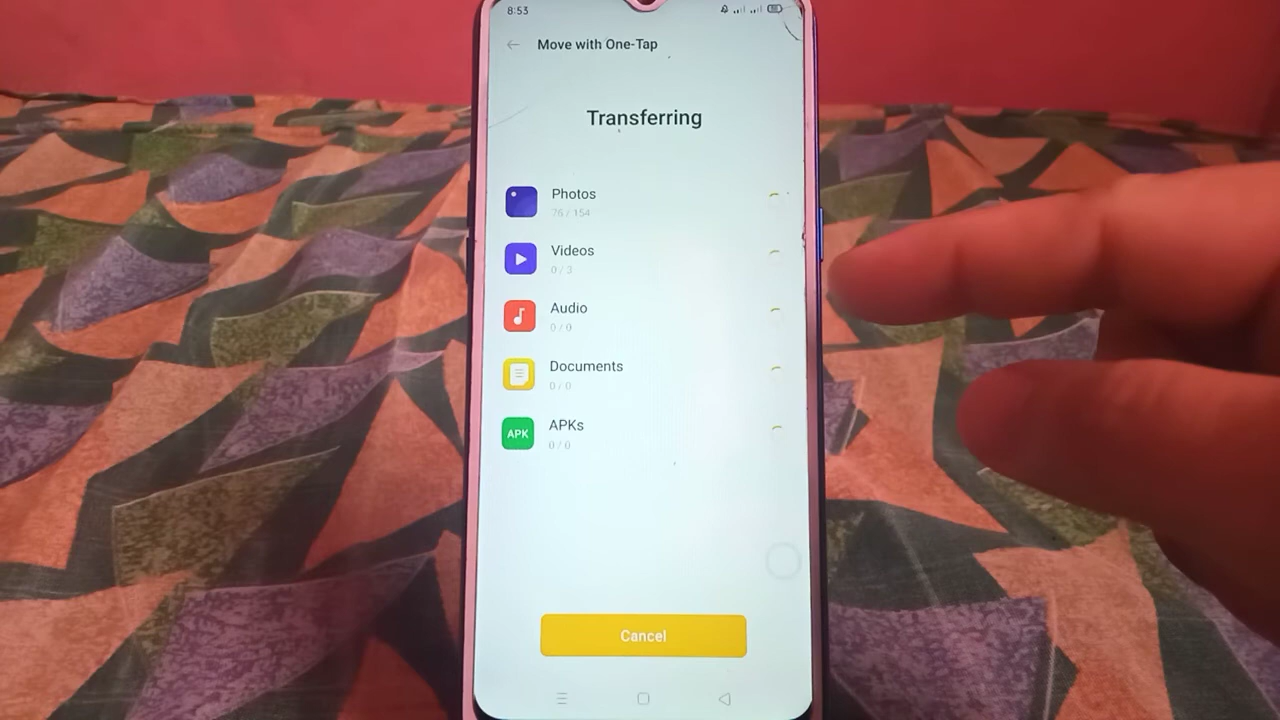 8:53
Move with One-Tap
Transferring
Photos
76 / 154
Videos
0 / 3
Audio
0 / 0
Documents
0 / 0
APK
APKs
0 / 0
Cancel